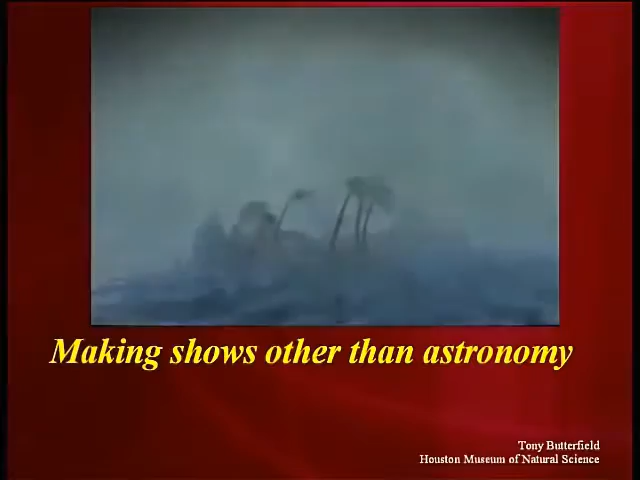 Making shows other than astronomy
Tony Butterfield
Houston Museum of Natural Science